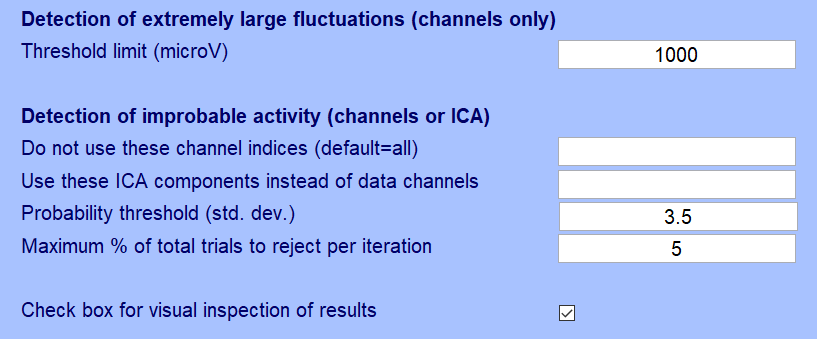 Detection of extremely large fluctuations (channels only)
Threshold limit (microV) 1000
Detection of improbable activity (channels or ICA)
Do not use these channel indices (default=all)
Use these ICA components instead of data channels
Probability threshold (std. dev.) 3.5
Maximum % of total trials to reject per iteration 5
Check box for visual inspection of results